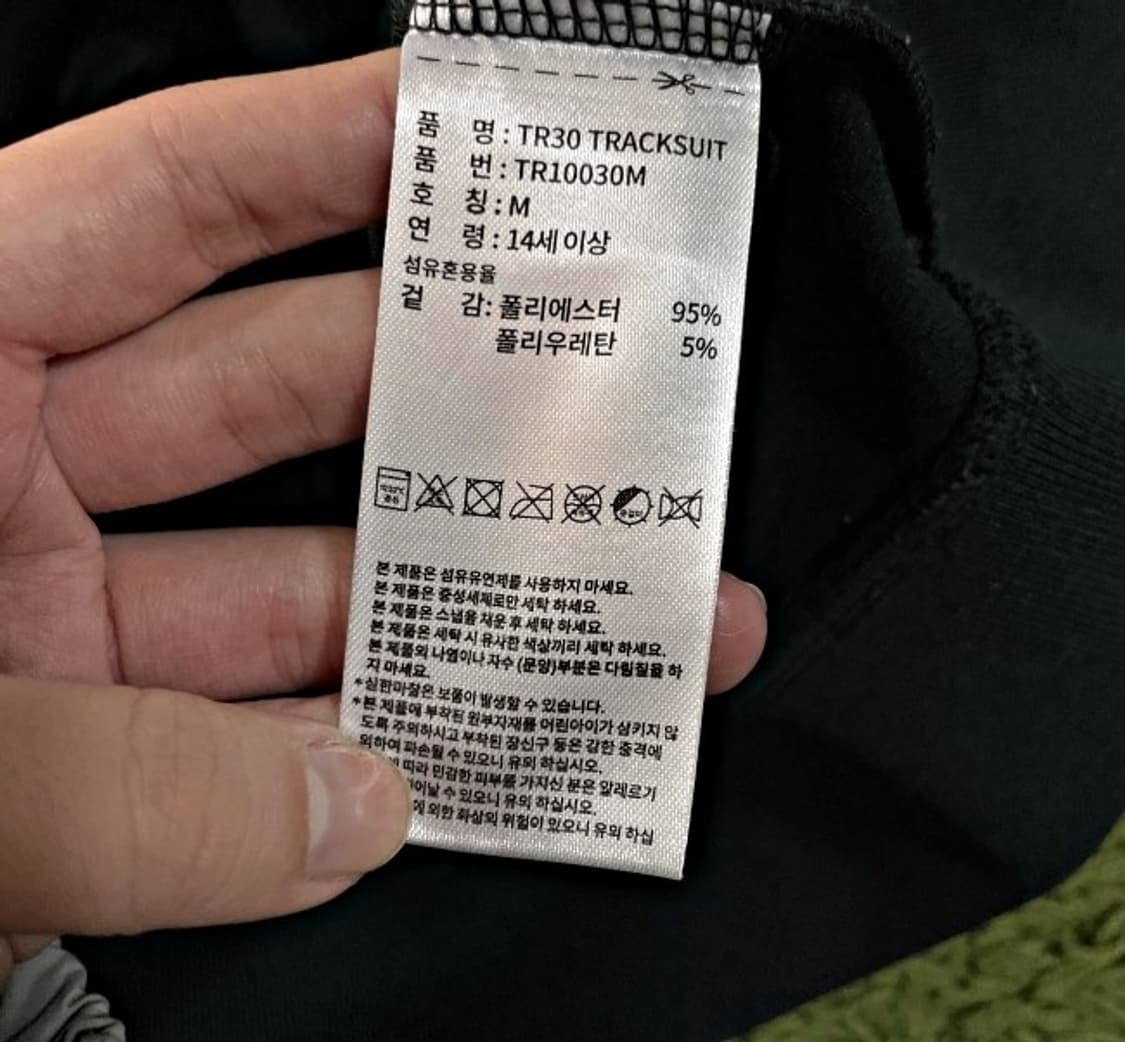 품 명 : TR30 TRACKSUIT
품 번 : TR10030M
호 칭 : M
연 령 : 14세 이상
섬유혼용율
겉 감: 폴리에스터 95%
폴리우레탄 5%
본 제품은 섬유유연제를 사용하지 마세요.
본 제품은 중성세제로만 세탁 하세요.
본 제품은 스냅을 채운 후 세탁 하세요.
본 제품은 세탁 시 유사한 색상끼리 세탁 하세요.
본 제품의 나염이나 자수 (문양)부분은 다림질을 하
지 마세요.
*심한마찰은 보풀이 발생할 수 있습니다.
*본 제품에 부착된 원부자재를 어린아이가 삼키지 않
도록 주의하시고 부착된 장신구 등은 강한 충격에
의하여 파손될 수 있으니 유의 하십시오.
따라 민감한 피부를 가지신 분은 알레르기
수 있으니 유의 하십시오.
의한 화상의 위험이 있으니 유의 하십